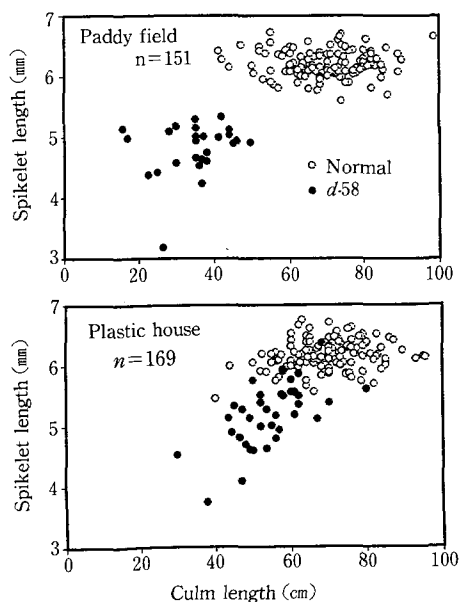 7
Paddy field
n=151
6
Spikelet length (mm)
5
○ Normal
● d-58
4
3
0 20 40 60 80 100
7
Plastic house
n=169
6
Spikelet length (mm)
5
4
3
0 20 40 60 80 100
Culm length (cm)